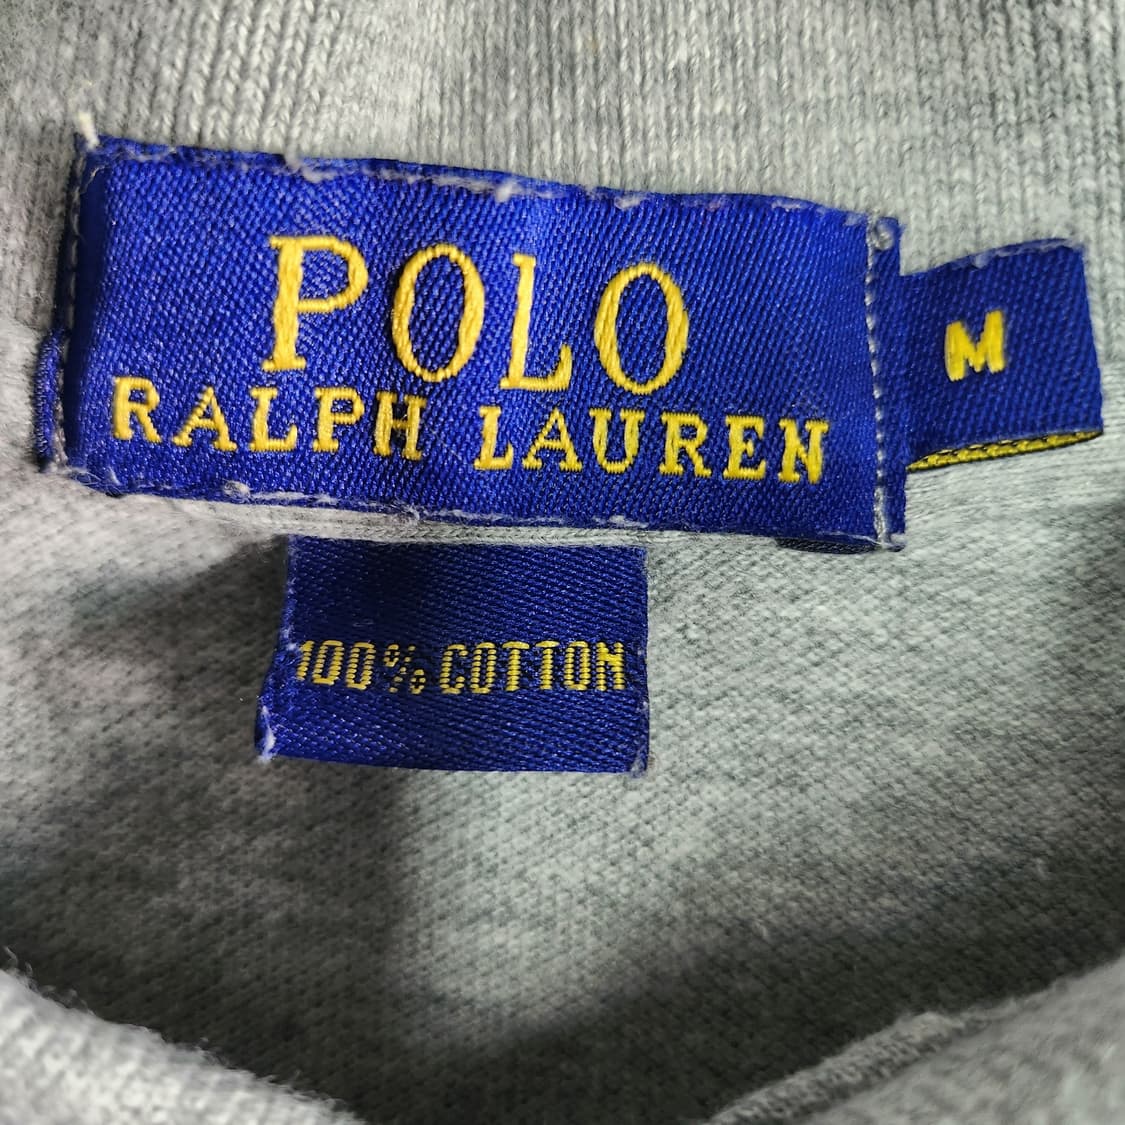 POLO
RALPH LAUREN
M
100% COTTON